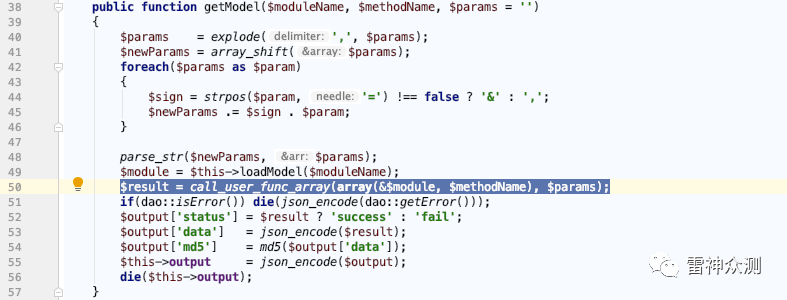 38 public function getModel($moduleName, $methodName, $params = '')
39 {
40 $params = explode( delimiter: ',', $params);
41 $newParams = array_shift( &array: $params);
42 foreach($params as $param)
43 {
44 $sign = strpos($param, needle: '=') !== false ? '&' : ',';
45 $newParams .= $sign . $param;
46 }
47
48 parse_str($newParams, &arr: $params);
49 $module = $this->loadModel($moduleName);
50 $result = call_user_func_array(array(&$module, $methodName), $params);
51 if(dao::isError()) die(json_encode(dao::getError()));
52 $output['status'] = $result ? 'success' : 'fail';
53 $output['data'] = json_encode($result);
54 $output['md5'] = md5($output['data']);
55 $this->output = json_encode($output);
56 die($this->output);
57 }
雷神众测